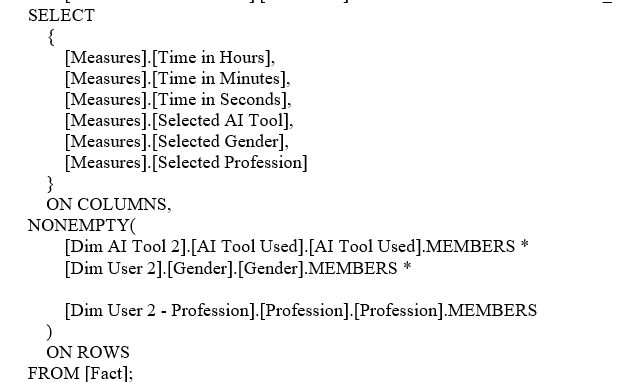 SELECT
{
[Measures].[Time in Hours],
[Measures].[Time in Minutes],
[Measures].[Time in Seconds],
[Measures].[Selected AI Tool],
[Measures].[Selected Gender],
[Measures].[Selected Profession]
}
ON COLUMNS,
NONEMPTY(
[Dim AI Tool 2].[AI Tool Used].[AI Tool Used].MEMBERS *
[Dim User 2].[Gender].[Gender].MEMBERS *
[Dim User 2 - Profession].[Profession].[Profession].MEMBERS
)
ON ROWS
FROM [Fact];